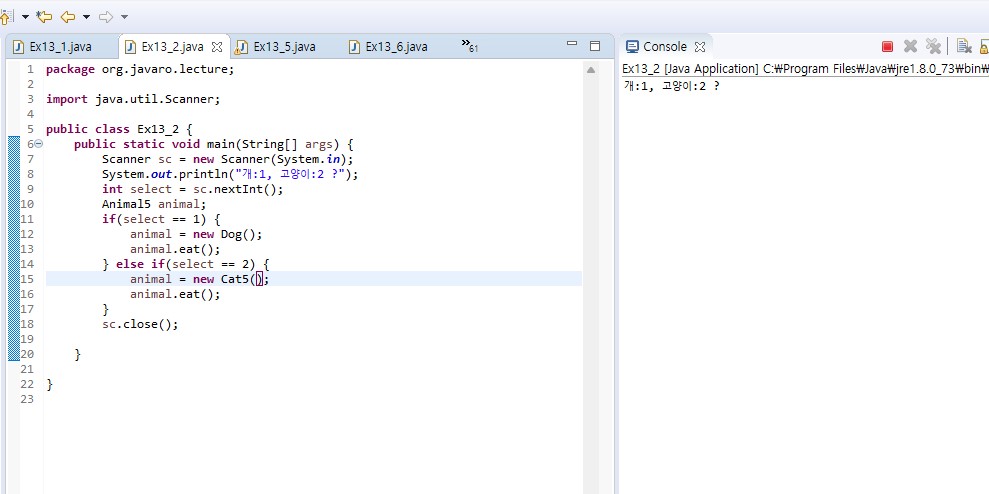 Ex13_1.java Ex13_2.java Ex13_5.java Ex13_6.java »61
1 package org.javaro.lecture;
2
3 import java.util.Scanner;
4
5 public class Ex13_2 {
6 public static void main(String[] args) {
7 Scanner sc = new Scanner(System.in);
8 System.out.println("개:1, 고양이:2 ?");
9 int select = sc.nextInt();
10 Animal5 animal;
11 if(select == 1) {
12 animal = new Dog();
13 animal.eat();
14 } else if(select == 2) {
15 animal = new Cat5();
16 animal.eat();
17 }
18 sc.close();
19
20 }
21
22 }
23
Console
Ex13_2 [Java Application] C:₩Program Files₩Java₩jre1.8.0_73₩bin₩
개:1, 고양이:2 ?